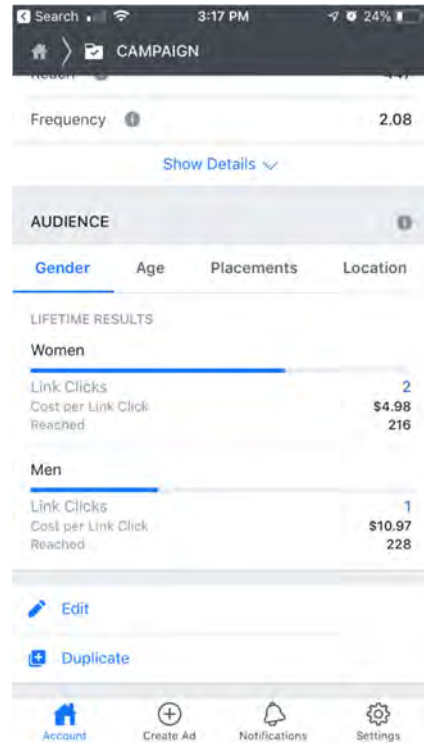 Search
3:17 PM
24%
CAMPAIGN
Frequency
2.08
Show Details
AUDIENCE
Gender Age Placements Location
LIFETIME RESULTS
Women
Link Clicks 2
Cost per Link Click $4.98
Reached 216
Men
Link Clicks 1
Cost per Link Click $10.97
Reached 228
Edit
Duplicate
Account Create Ad Notifications Settings